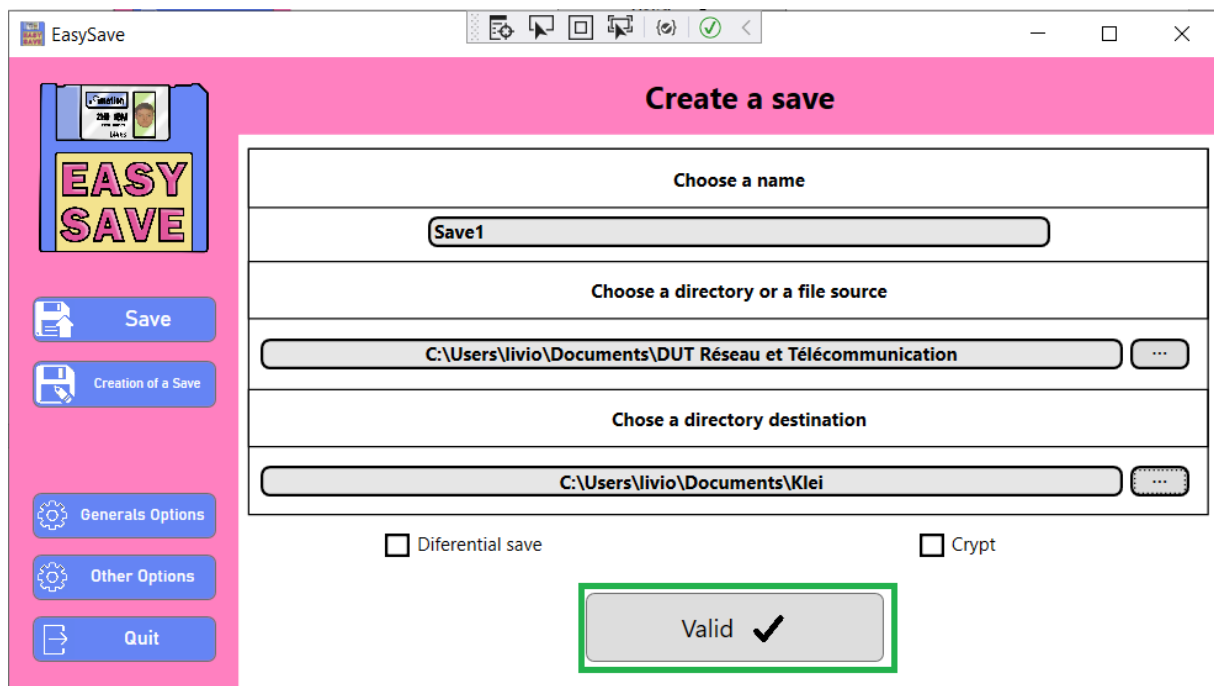 EasySave
Create a save
EASY
SAVE
Choose a name
Save1
Choose a directory or a file source
C:\Users\livio\Documents\DUT Réseau et Télécommunication
...
Chose a directory destination
C:\Users\livio\Documents\Klei
...
Diferential save
Crypt
Valid
Save
Creation of a Save
Generals Options
Other Options
Quit